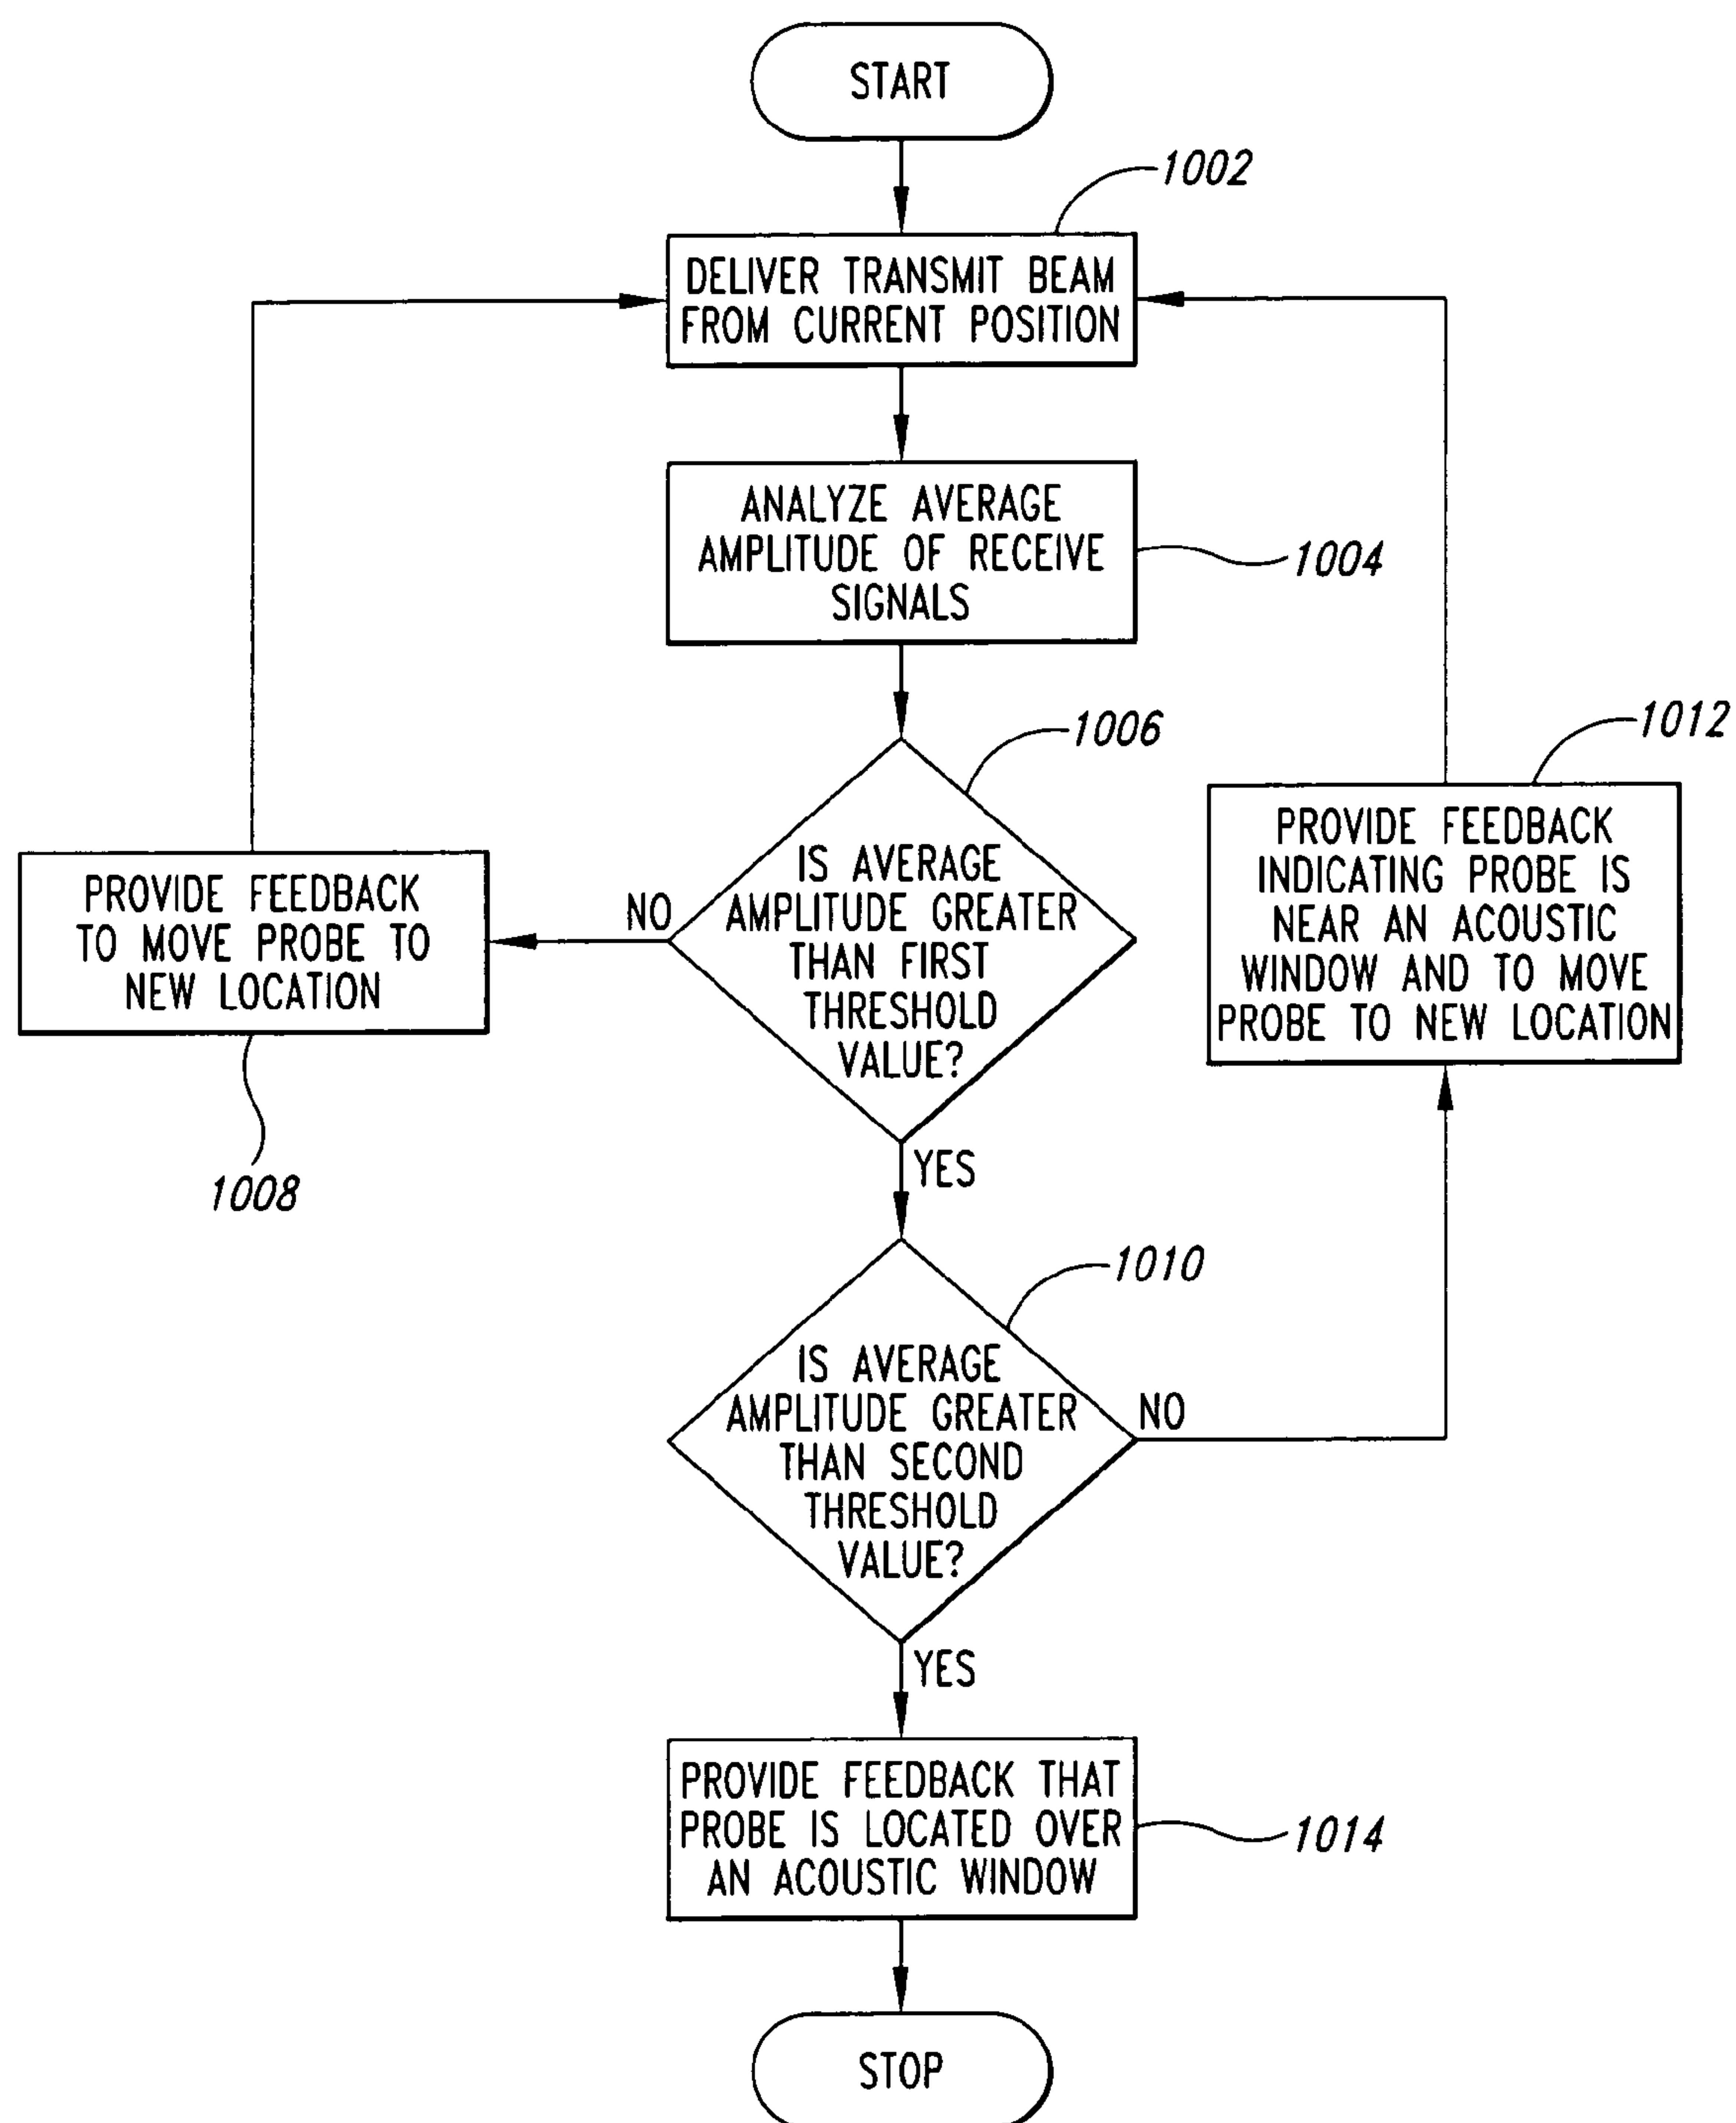 START
1002
DELIVER TRANSMIT BEAM
FROM CURRENT POSITION
ANALYZE AVERAGE
AMPLITUDE OF RECEIVE
SIGNALS
1004
1006
IS AVERAGE
AMPLITUDE GREATER
THAN FIRST
THRESHOLD
VALUE?
NO
PROVIDE FEEDBACK
TO MOVE PROBE TO
NEW LOCATION
1008
1012
PROVIDE FEEDBACK
INDICATING PROBE IS
NEAR AN ACOUSTIC
WINDOW AND TO MOVE
PROBE TO NEW LOCATION
YES
1010
IS AVERAGE
AMPLITUDE GREATER
THAN SECOND
THRESHOLD
VALUE?
NO
YES
PROVIDE FEEDBACK THAT
PROBE IS LOCATED OVER
AN ACOUSTIC WINDOW
1014
STOP